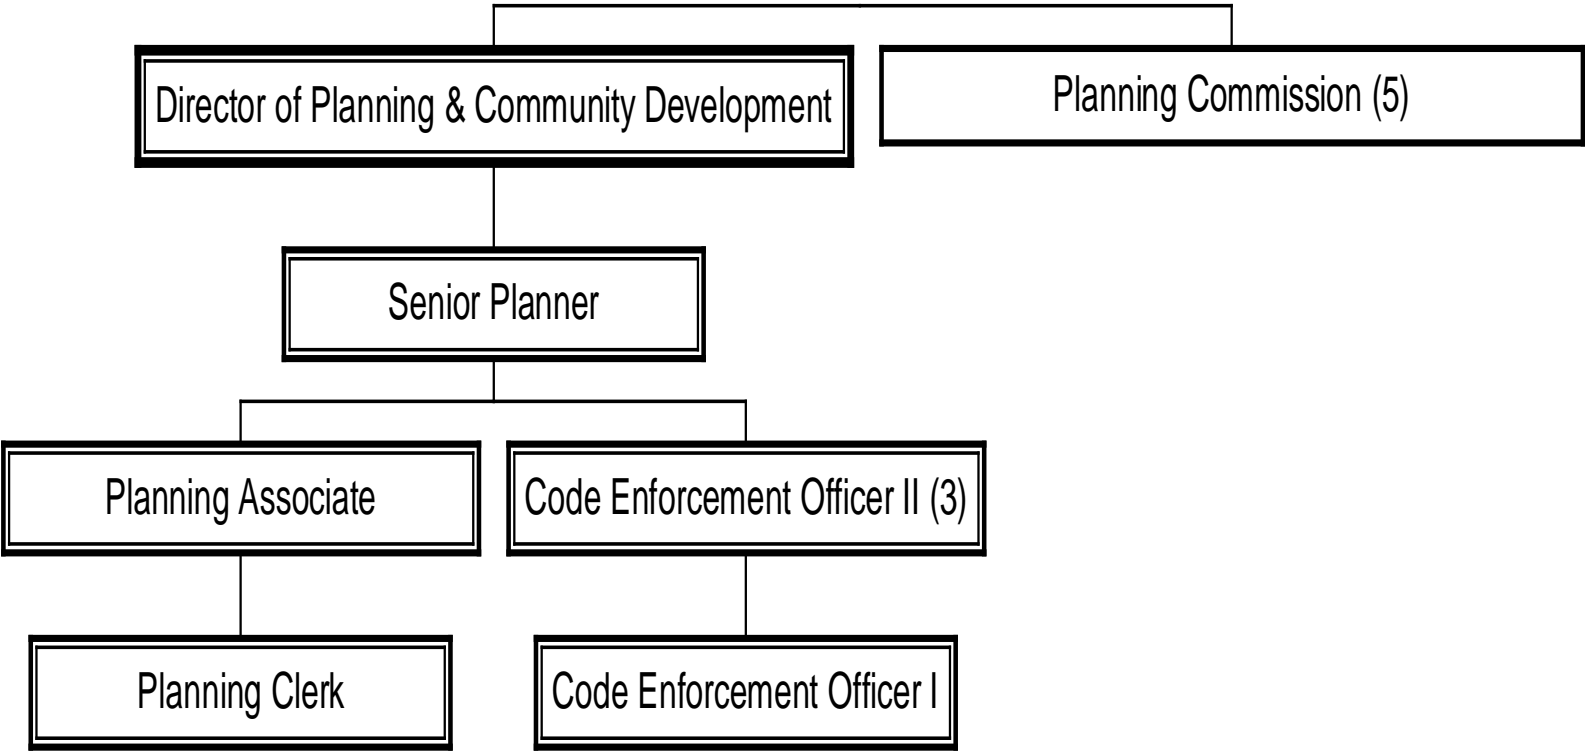 Director of Planning & Community Development
Planning Commission (5)
Senior Planner
Planning Associate
Code Enforcement Officer II (3)
Planning Clerk
Code Enforcement Officer I